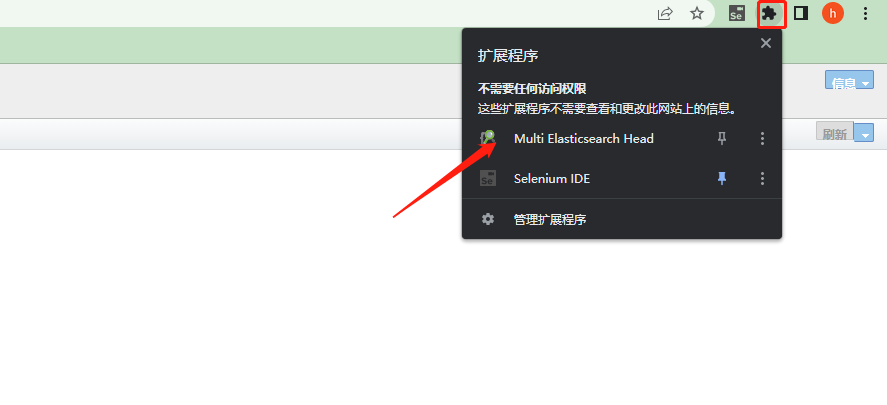 Se
h
扩展程序
不需要任何访问权限
这些扩展程序不需要查看和更改此网站上的信息。
信息
Multi Elasticsearch Head
刷新
Se
Selenium IDE
管理扩展程序